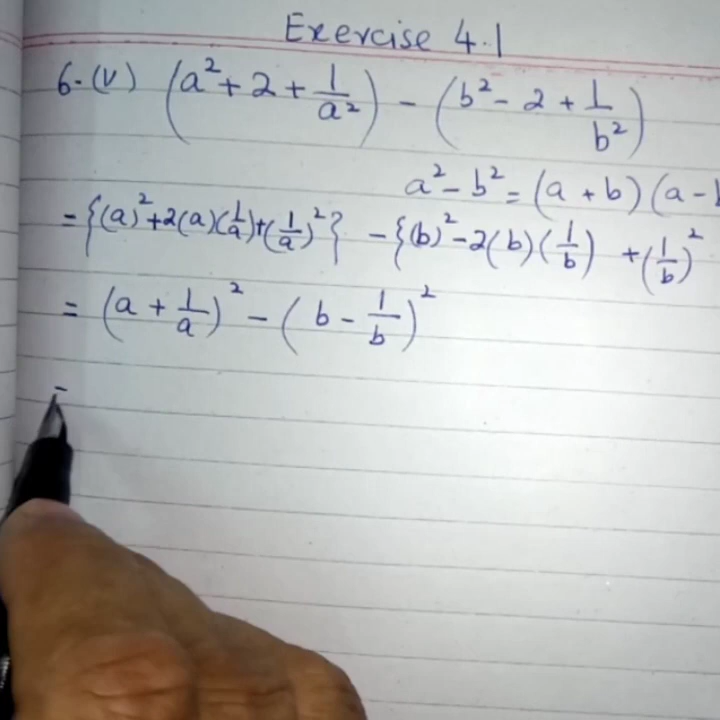 Exercise 4.1
6.(v) (a²+2+1/a²) - (b²-2+1/b²)
a²-b²=(a+b)(a-b
={(a)²+2(a)(1/a)+(1/a)²} -{(b)²-2(b)(1/b) +(1/b)²
= (a+1/a)² - (b-1/b)²
=